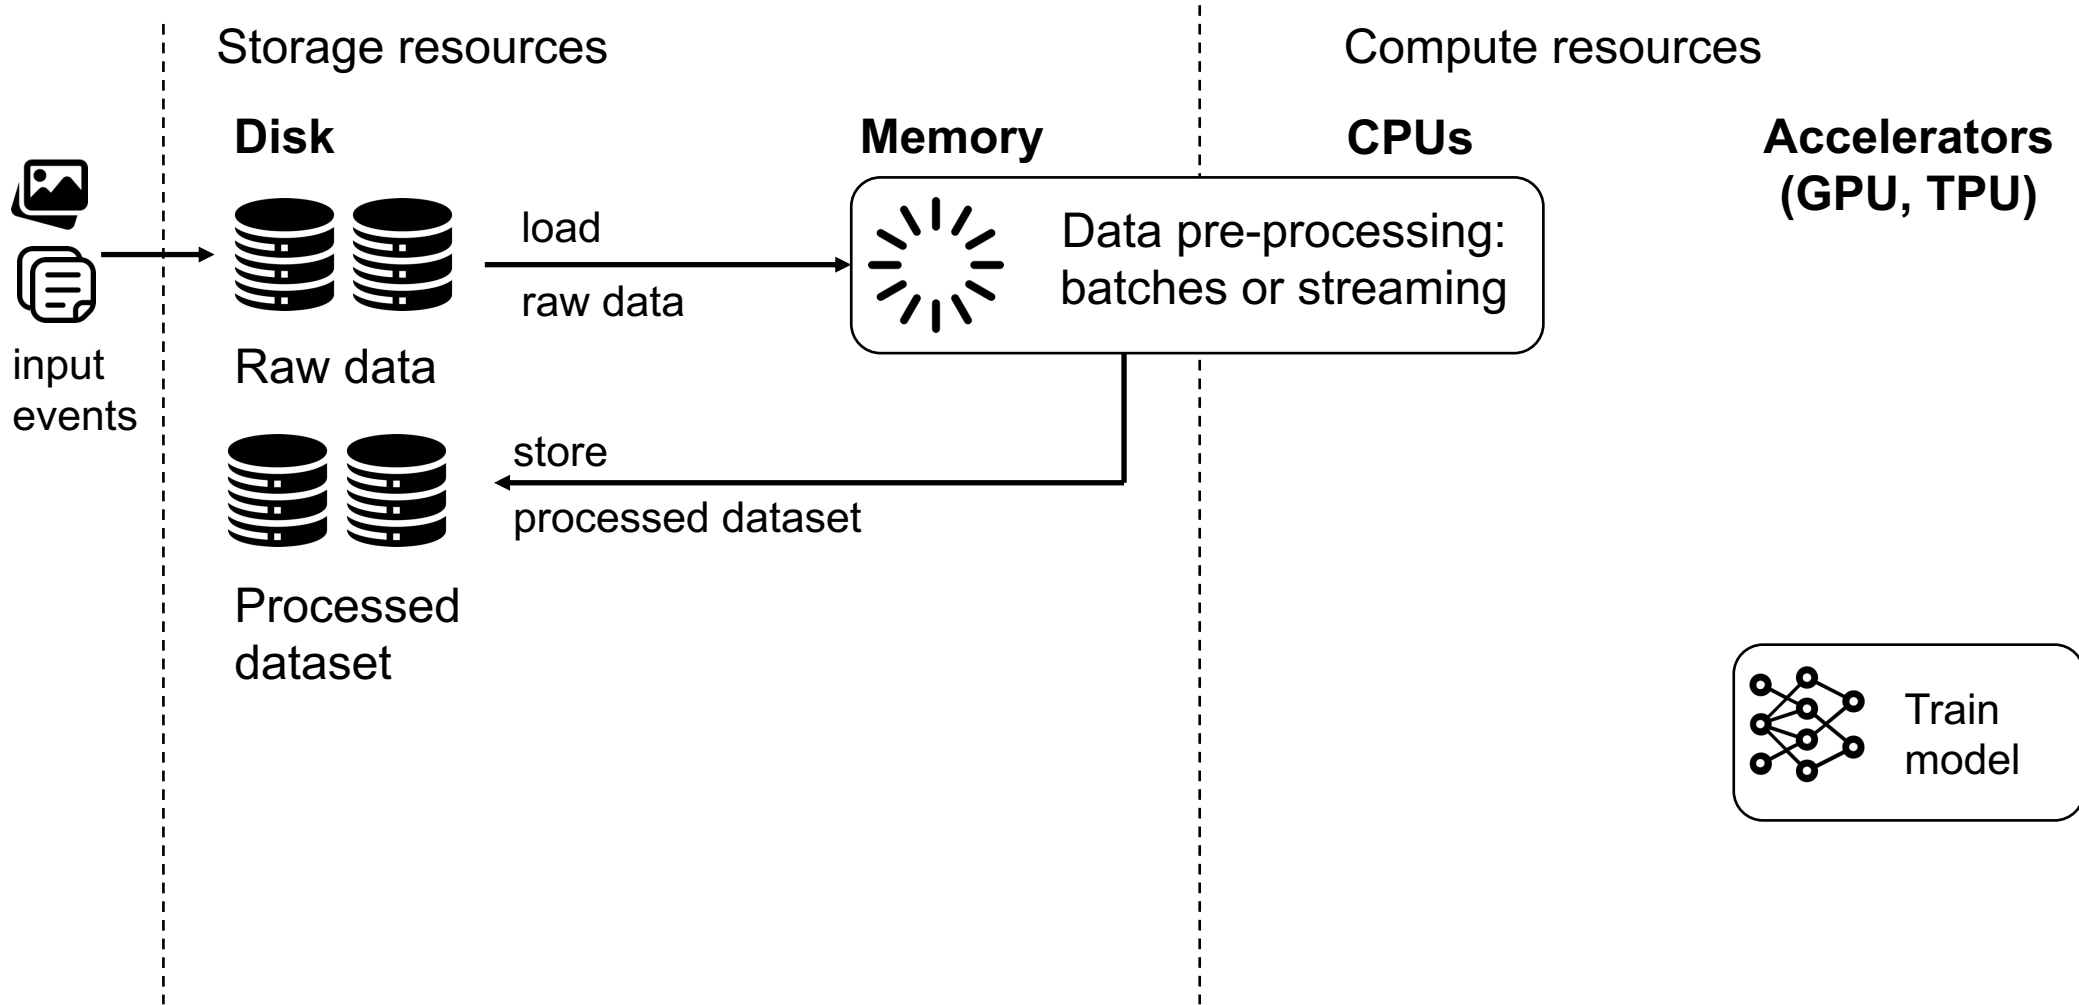 Storage resources
Compute resources
Disk
Memory
CPUs
Accelerators
(GPU, TPU)
input
events
load
raw data
Data pre-processing:
batches or streaming
Raw data
store
processed dataset
Processed
dataset
Train
model